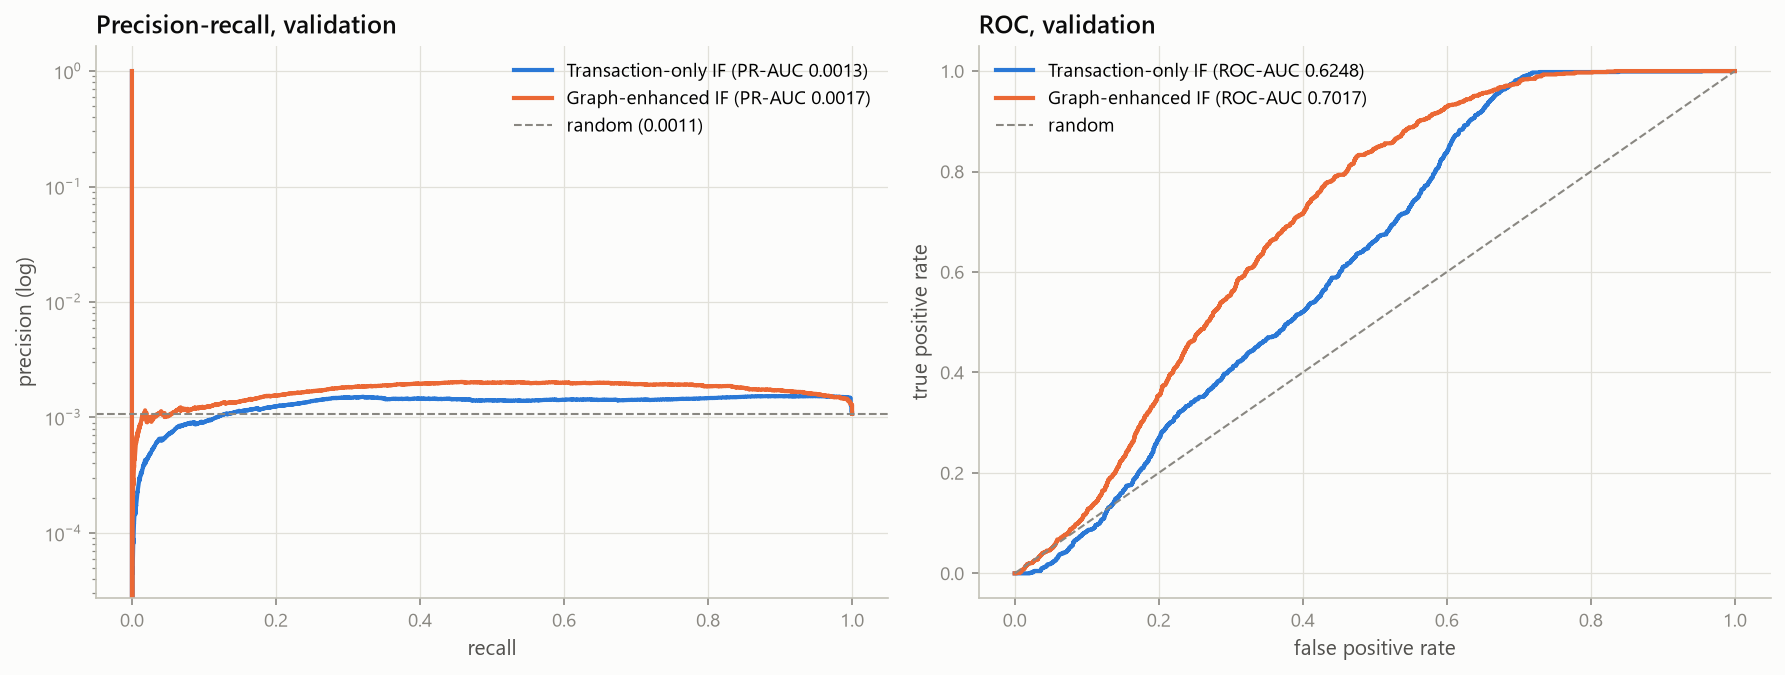 Precision-recall, validation
precision (log)
10⁰
10⁻¹
10⁻²
10⁻³
10⁻⁴
Transaction-only IF (PR-AUC 0.0013)
Graph-enhanced IF (PR-AUC 0.0017)
random (0.0011)
0.0 0.2 0.4 0.6 0.8 1.0
recall
ROC, validation
true positive rate
1.0
0.8
0.6
0.4
0.2
0.0
Transaction-only IF (ROC-AUC 0.6248)
Graph-enhanced IF (ROC-AUC 0.7017)
random
0.0 0.2 0.4 0.6 0.8 1.0
false positive rate